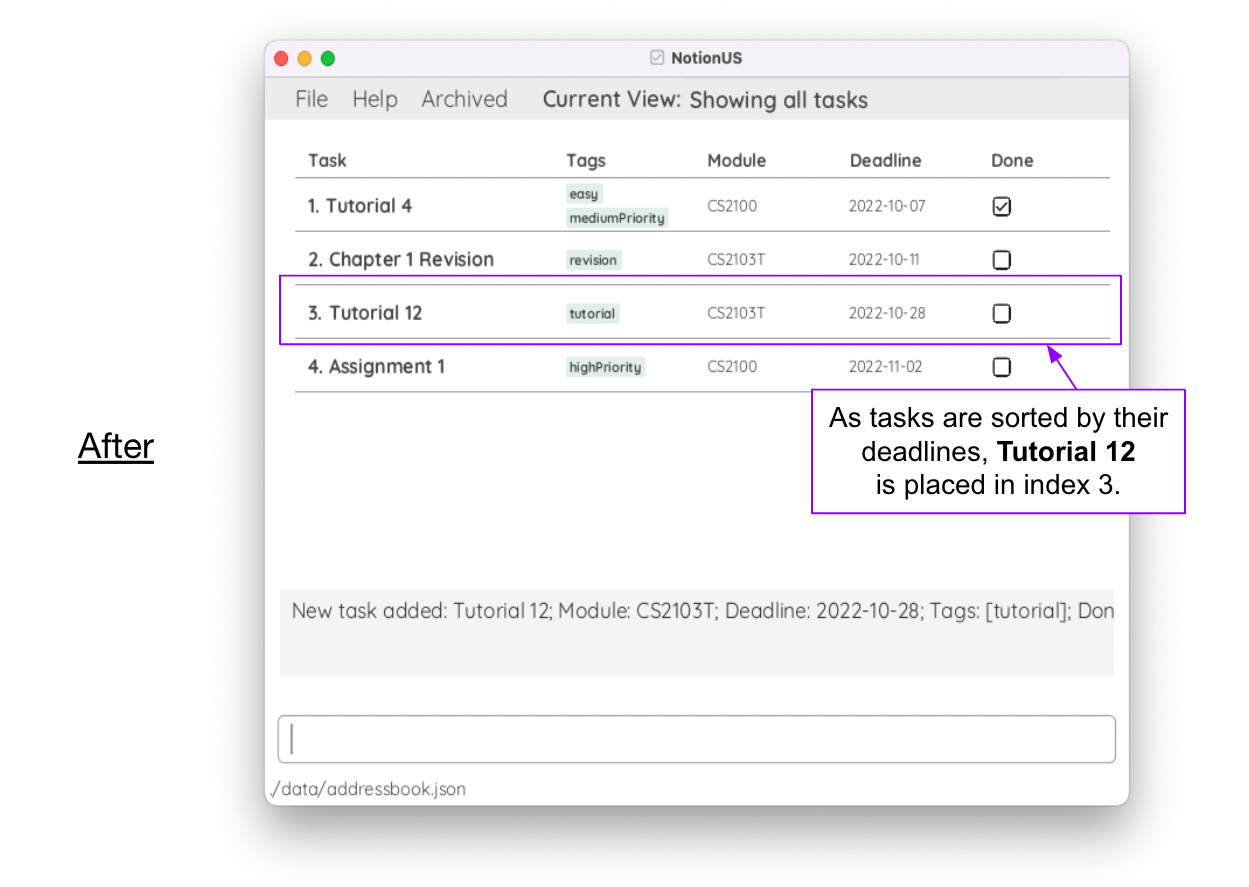 NotionUS
File Help Archived Current View: Showing all tasks
Task Tags Module Deadline Done
1. Tutorial 4 easy mediumPriority CS2100 2022-10-07
2. Chapter 1 Revision revision CS2103T 2022-10-11
3. Tutorial 12 tutorial CS2103T 2022-10-28
4. Assignment 1 highPriority CS2100 2022-11-02
As tasks are sorted by their
deadlines, Tutorial 12
is placed in index 3.
After
New task added: Tutorial 12; Module: CS2103T; Deadline: 2022-10-28; Tags: [tutorial]; Don
./data/addressbook.json